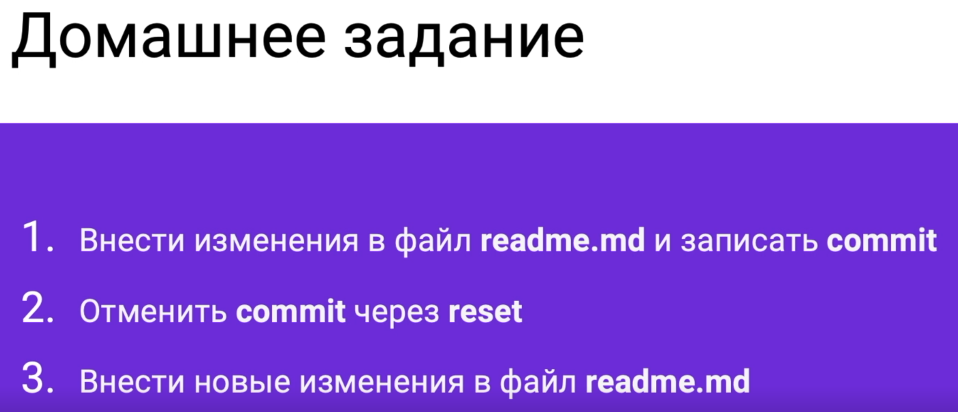 Домашнее задание
1. Внести изменения в файл readme.md и записать commit
2. Отменить commit через reset
3. Внести новые изменения в файл readme.md